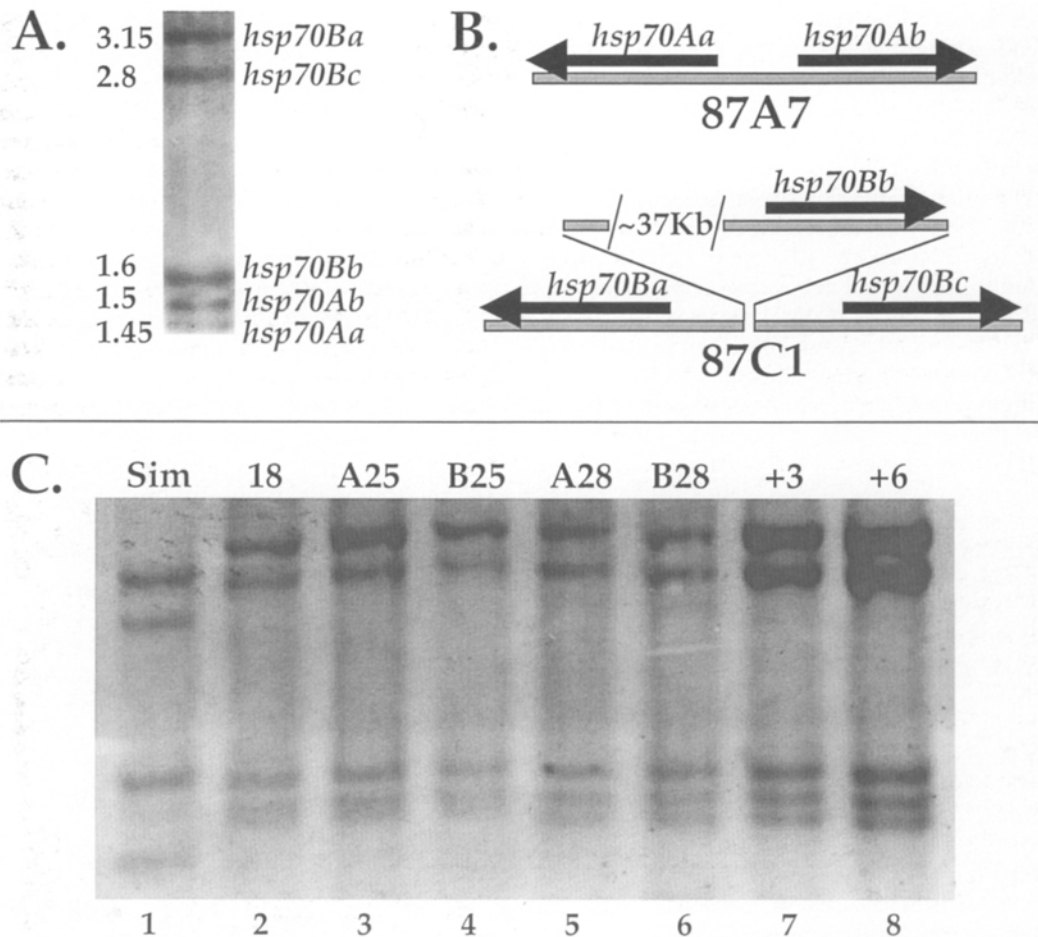 A.
3.15 hsp70Ba
2.8 hsp70Bc
1.6 hsp70Bb
1.5 hsp70Ab
1.45 hsp70Aa
B.
hsp70Aa hsp70Ab
87A7
hsp70Bb
~37Kb
hsp70Ba hsp70Bc
87C1
C.
Sim 18 A25 B25 A28 B28 +3 +6
1 2 3 4 5 6 7 8